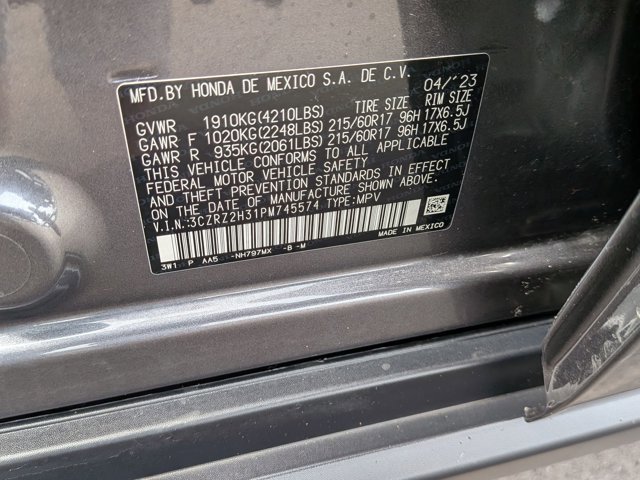 MFD.BY HONDA DE MEXICO S.A. DE C.V. 04/'23
GVWR 1910KG(4210LBS) TIRE SIZE RIM SIZE
GAWR F 1020KG(2248LBS) 215/60R17 96H 17X6.5J
GAWR R 935KG(2061LBS) 215/60R17 96H 17X6.5J
THIS VEHICLE CONFORMS TO ALL APPLICABLE
FEDERAL MOTOR VEHICLE SAFETY
AND THEFT PREVENTION STANDARDS IN EFFECT
ON THE DATE OF MANUFACTURE SHOWN ABOVE.
V.I.N.:3CZRZ2H31PM745574 TYPE:MPV
MADE IN MEXICO
3W1 P AA5 -NH797MX -B -M